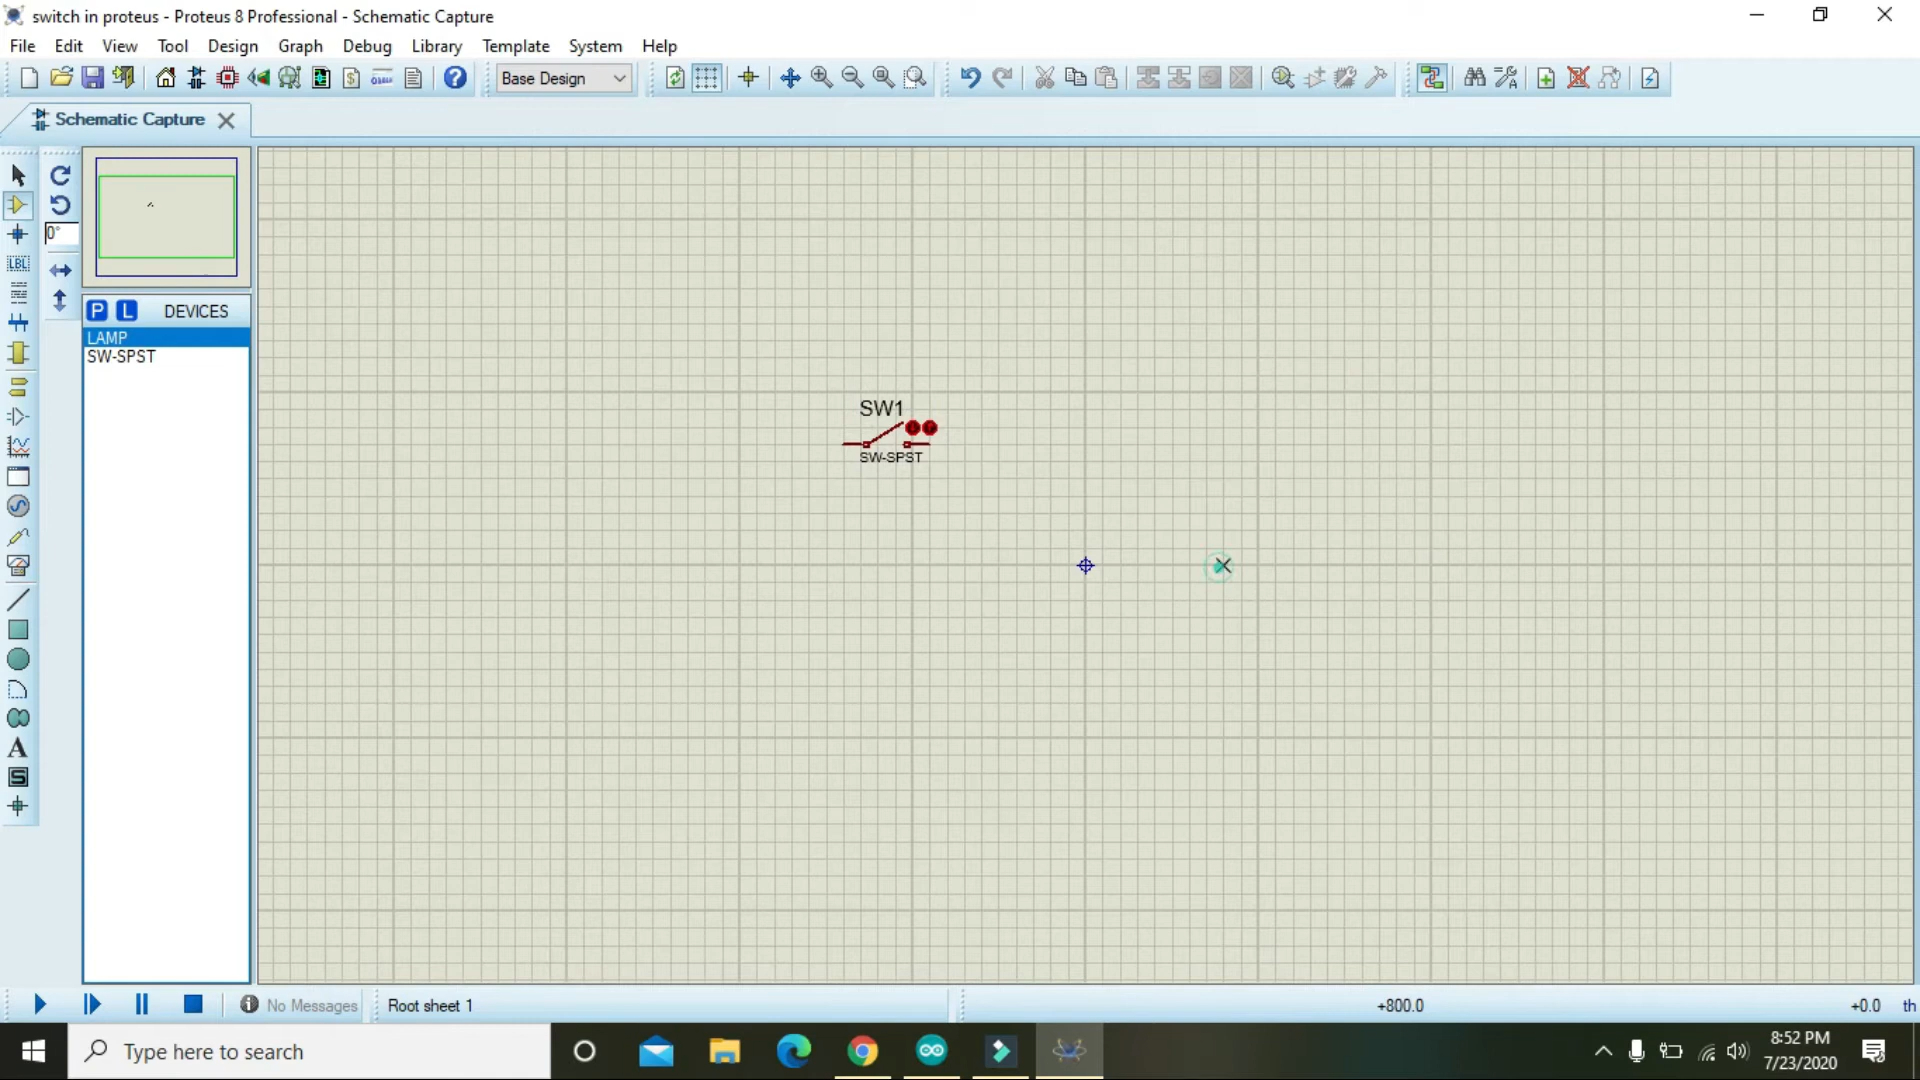 switch in proteus - Proteus 8 Professional - Schematic Capture
File Edit View Tool Design Graph Debug Library Template System Help
Base Design
Schematic Capture
0°
P L DEVICES
LAMP
SW-SPST
LBL
A
S
SW1
SW-SPST
No Messages
Root sheet 1
+800.0
+0.0
th
Type here to search
8:52 PM
7/23/2020